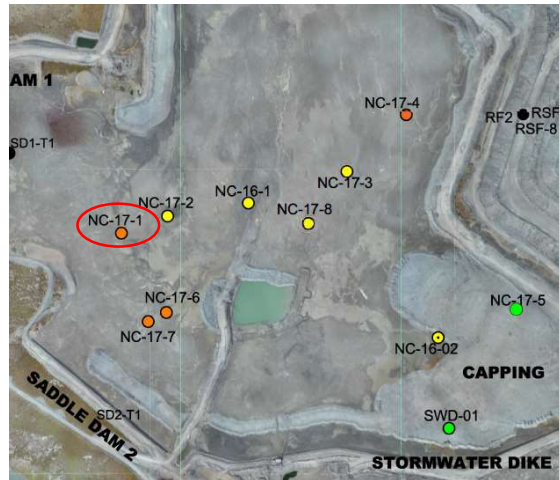 NC-17-4
RSF
RF2
RSF-8
AM 1
SD1-T1
NC-17-3
NC-16-1
NC-17-2
NC-17-1
NC-17-8
NC-17-6
NC-17-5
NC-17-7
NC-16-02
CAPPING
SADDLE DAM 2
SD2-T1
SWD-01
STORMWATER DIKE